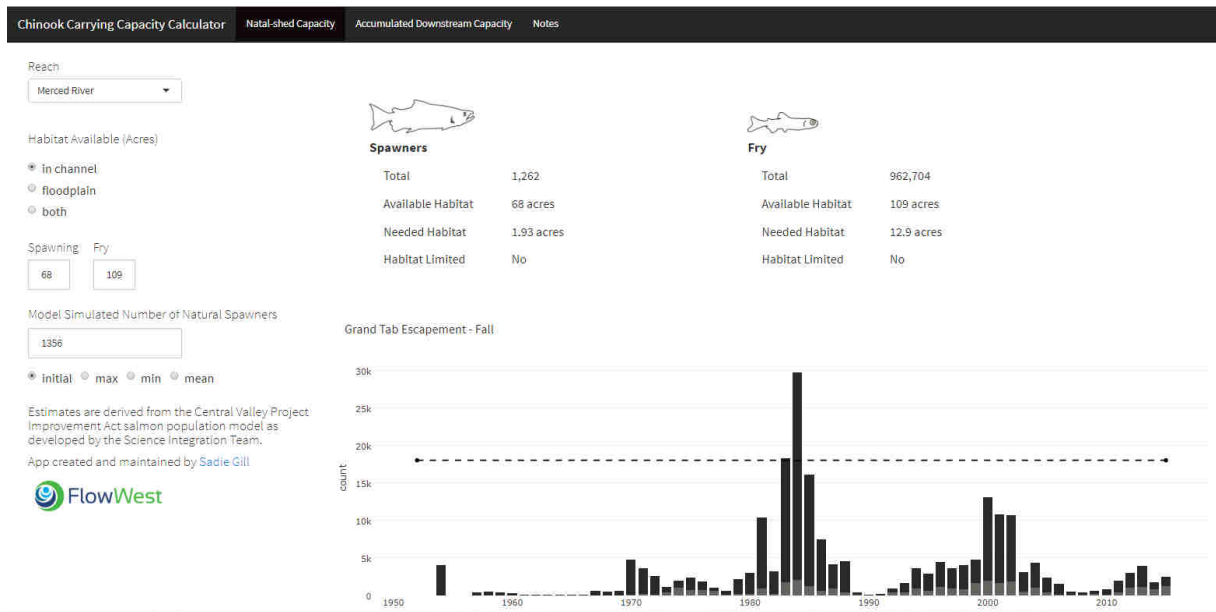 Chinook Carrying Capacity Calculator Natal-shed Capacity Accumulated Downstream Capacity Notes
Reach
Merced River
Habitat Available (Acres)
in channel
floodplain
both
Spawning Fry
68 109
Model Simulated Number of Natural Spawners
1356
initial max min mean
Estimates are derived from the Central Valley Project
Improvement Act salmon population model as
developed by the Science Integration Team.
App created and maintained by Sadie Gill
FlowWest
Spawners
Total 1,262
Available Habitat 68 acres
Needed Habitat 1.93 acres
Habitat Limited No
Fry
Total 962,704
Available Habitat 109 acres
Needed Habitat 12.9 acres
Habitat Limited No
Grand Tab Escapement - Fall
count
30k
25k
20k
15k
10k
5k
0
1950 1960 1970 1980 1990 2000 2010